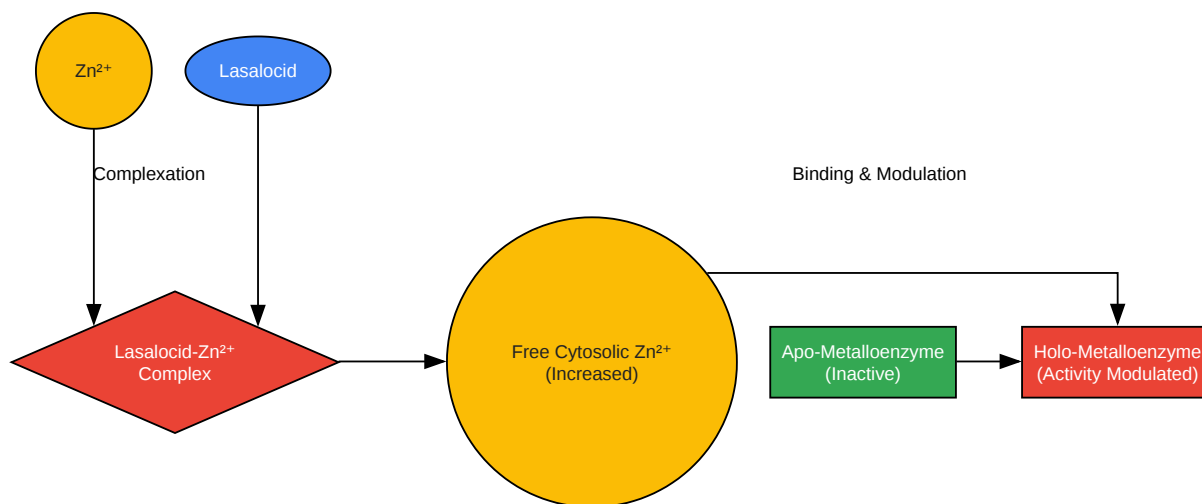 Zn²⁺
Lasalocid
Complexation
Binding & Modulation
Lasalocid-Zn²⁺
Complex
Free Cytosolic Zn²⁺
(Increased)
Apo-Metalloenzyme
(Inactive)
Holo-Metalloenzyme
(Activity Modulated)